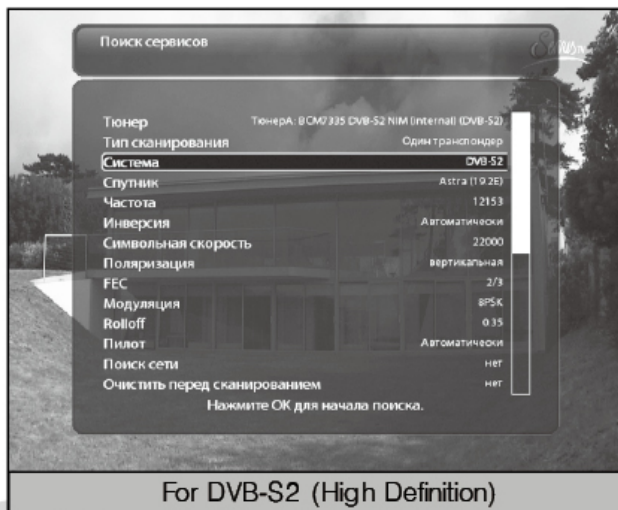 Поиск сервисов
Тюнер ТюнерА: BCM7335 DVB-S2 NIM (internal) (DVB-S2)
Тип сканирования Один транспондер
Система DVB-S2
Спутник Astra (19.2E)
Частота 12153
Инверсия Автоматически
Символьная скорость 22000
Поляризация вертикальная
FEC 2/3
Модуляция 8PSK
Rolloff 0.35
Пилот Автоматически
Поиск сети нет
Очистить перед сканированием нет
Нажмите ОК для начала поиска.
For DVB-S2 (High Definition)